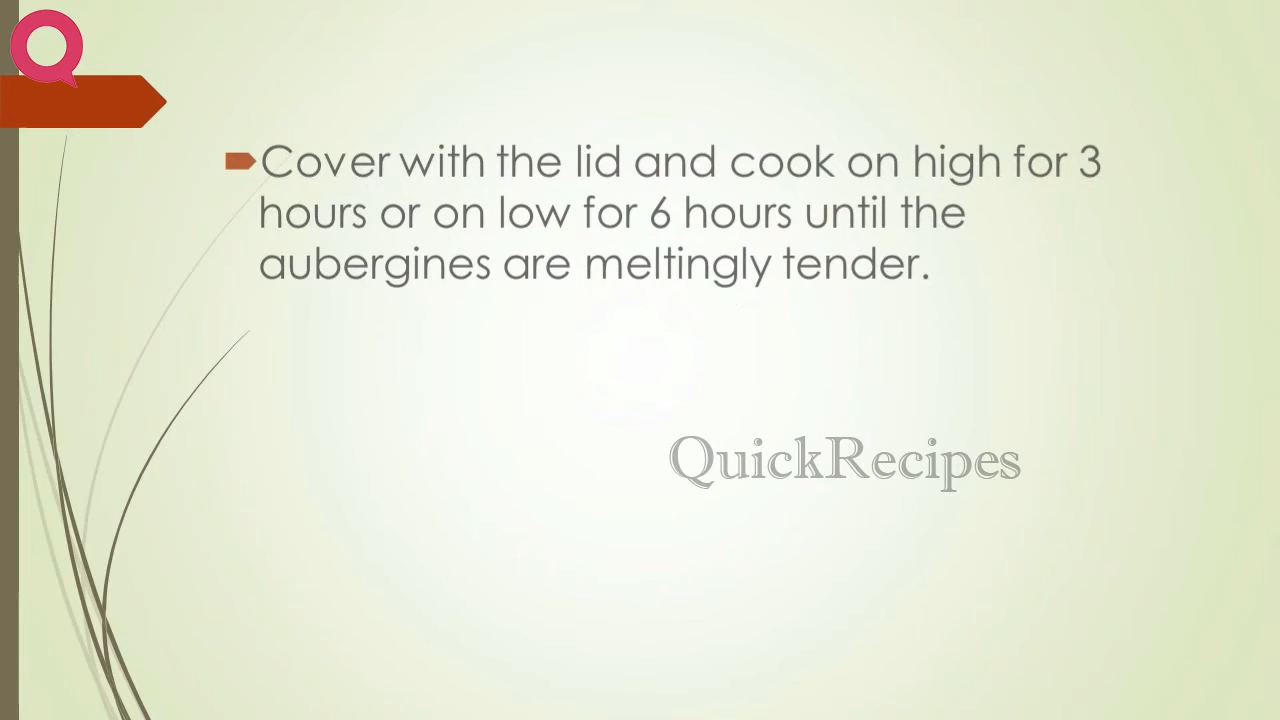 Cover with the lid and cook on high for 3
hours or on low for 6 hours until the
aubergines are meltingly tender.
QuickRecipes